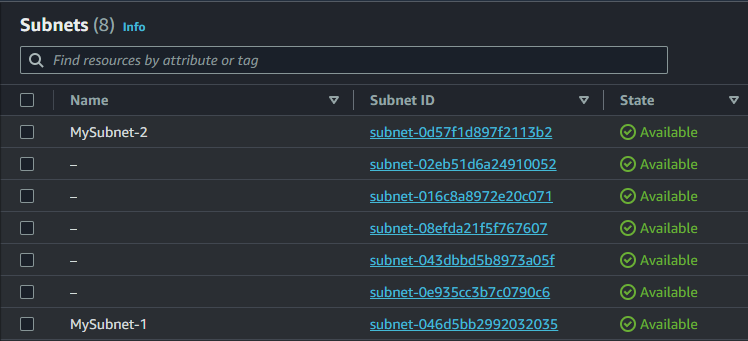 Subnets (8) Info
Find resources by attribute or tag
Name Subnet ID State
MySubnet-2 subnet-0d57f1d897f2113b2 Available
– subnet-02eb51d6a24910052 Available
– subnet-016c8a8972e20c071 Available
– subnet-08efda21f5f767607 Available
– subnet-043dbbd5b8973a05f Available
– subnet-0e935cc3b7c0790c6 Available
MySubnet-1 subnet-046d5bb2992032035 Available